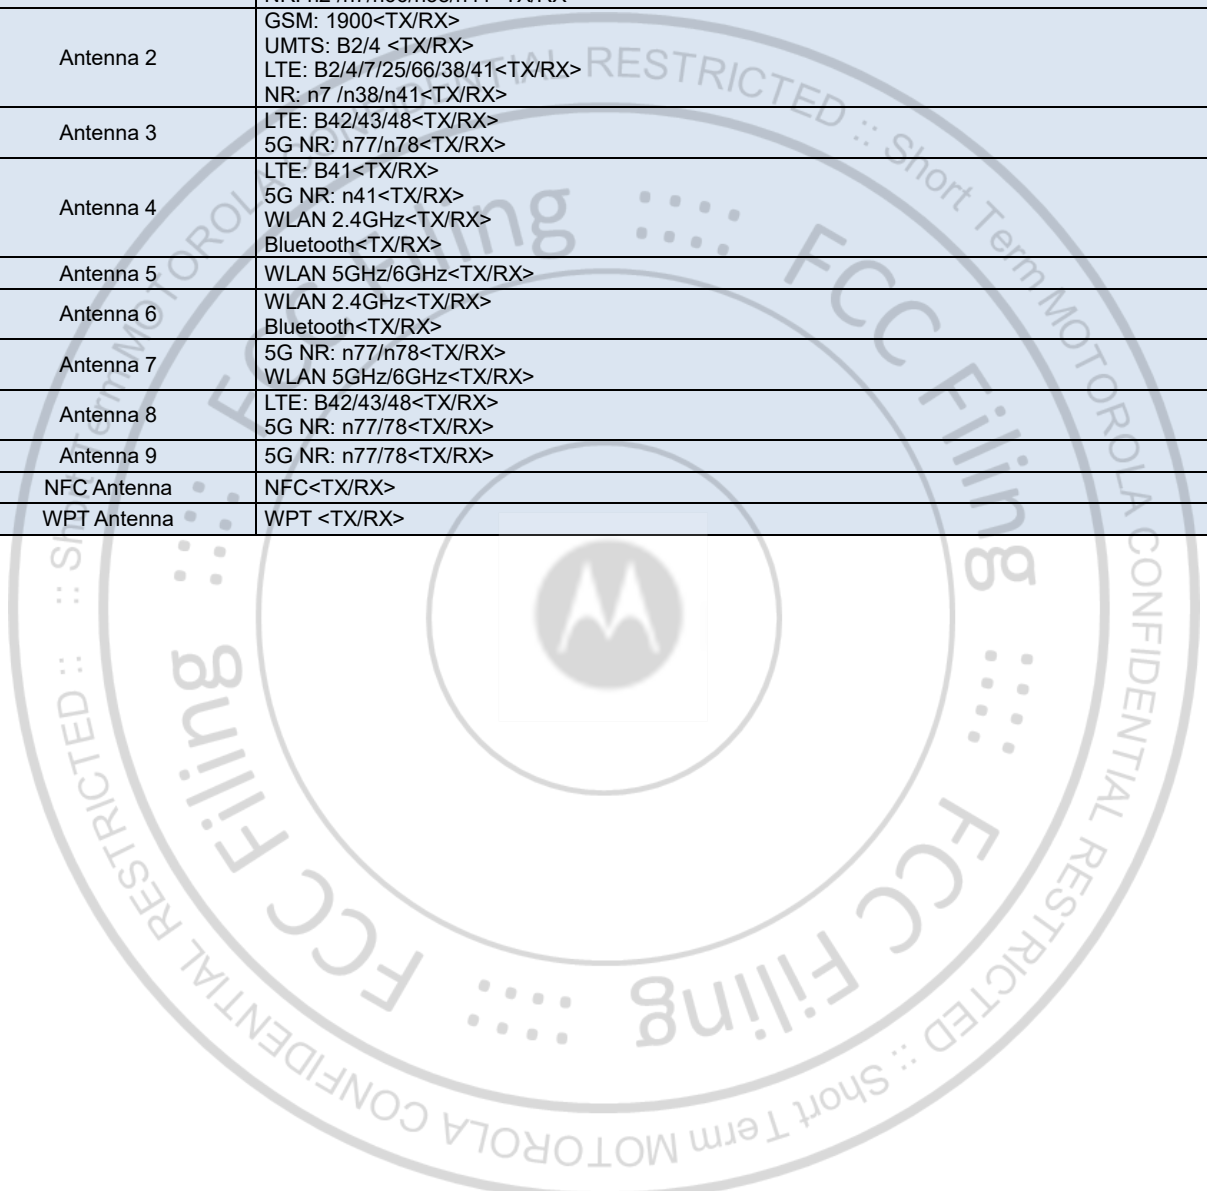 GSM: 1900<TX/RX>
UMTS: B2/4 <TX/RX>
Antenna 2
LTE: B2/4/7/25/66/38/41<TX/RX>
NR: n7 /n38/n41<TX/RX>
Antenna 3
LTE: B42/43/48<TX/RX>
5G NR: n77/n78<TX/RX>
Antenna 4
LTE: B41<TX/RX>
5G NR: n41<TX/RX>
WLAN 2.4GHz<TX/RX>
Bluetooth<TX/RX>
Antenna 5
WLAN 5GHz/6GHz<TX/RX>
Antenna 6
WLAN 2.4GHz<TX/RX>
Bluetooth<TX/RX>
Antenna 7
5G NR: n77/n78<TX/RX>
WLAN 5GHz/6GHz<TX/RX>
Antenna 8
LTE: B42/43/48<TX/RX>
5G NR: n77/78<TX/RX>
Antenna 9
5G NR: n77/78<TX/RX>
NFC Antenna
NFC<TX/RX>
WPT Antenna
WPT <TX/RX>
:: Short Term MOTOROLA CONFIDENTIAL RESTRICTED :: Short Term MOTOROLA CONFIDENTIAL RESTRICTED :: Short Term MOTOROLA CONFIDENTIAL RESTRICTED ::
:::: FCC Filing :::: FCC Filing :::: FCC Filing :::: FCC Filing